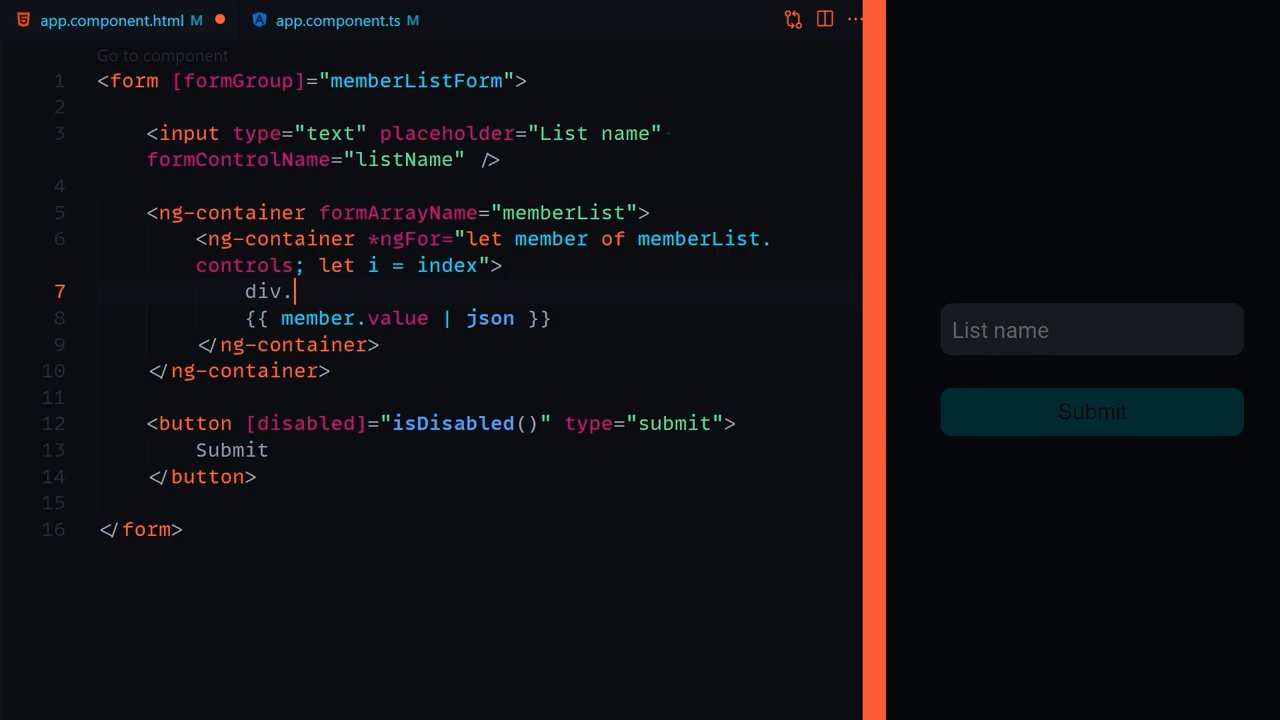 app.component.html M
app.component.ts M
Go to component
1 <form [formGroup]="memberListForm">
2
3 <input type="text" placeholder="List name"
formControlName="listName" />
4
5 <ng-container formArrayName="memberList">
6 <ng-container *ngFor="let member of memberList.
controls; let i = index">
7 div.
8 {{ member.value | json }}
9 </ng-container>
10 </ng-container>
11
12 <button [disabled]="isDisabled()" type="submit">
13 Submit
14 </button>
15
16 </form>
List name
Submit